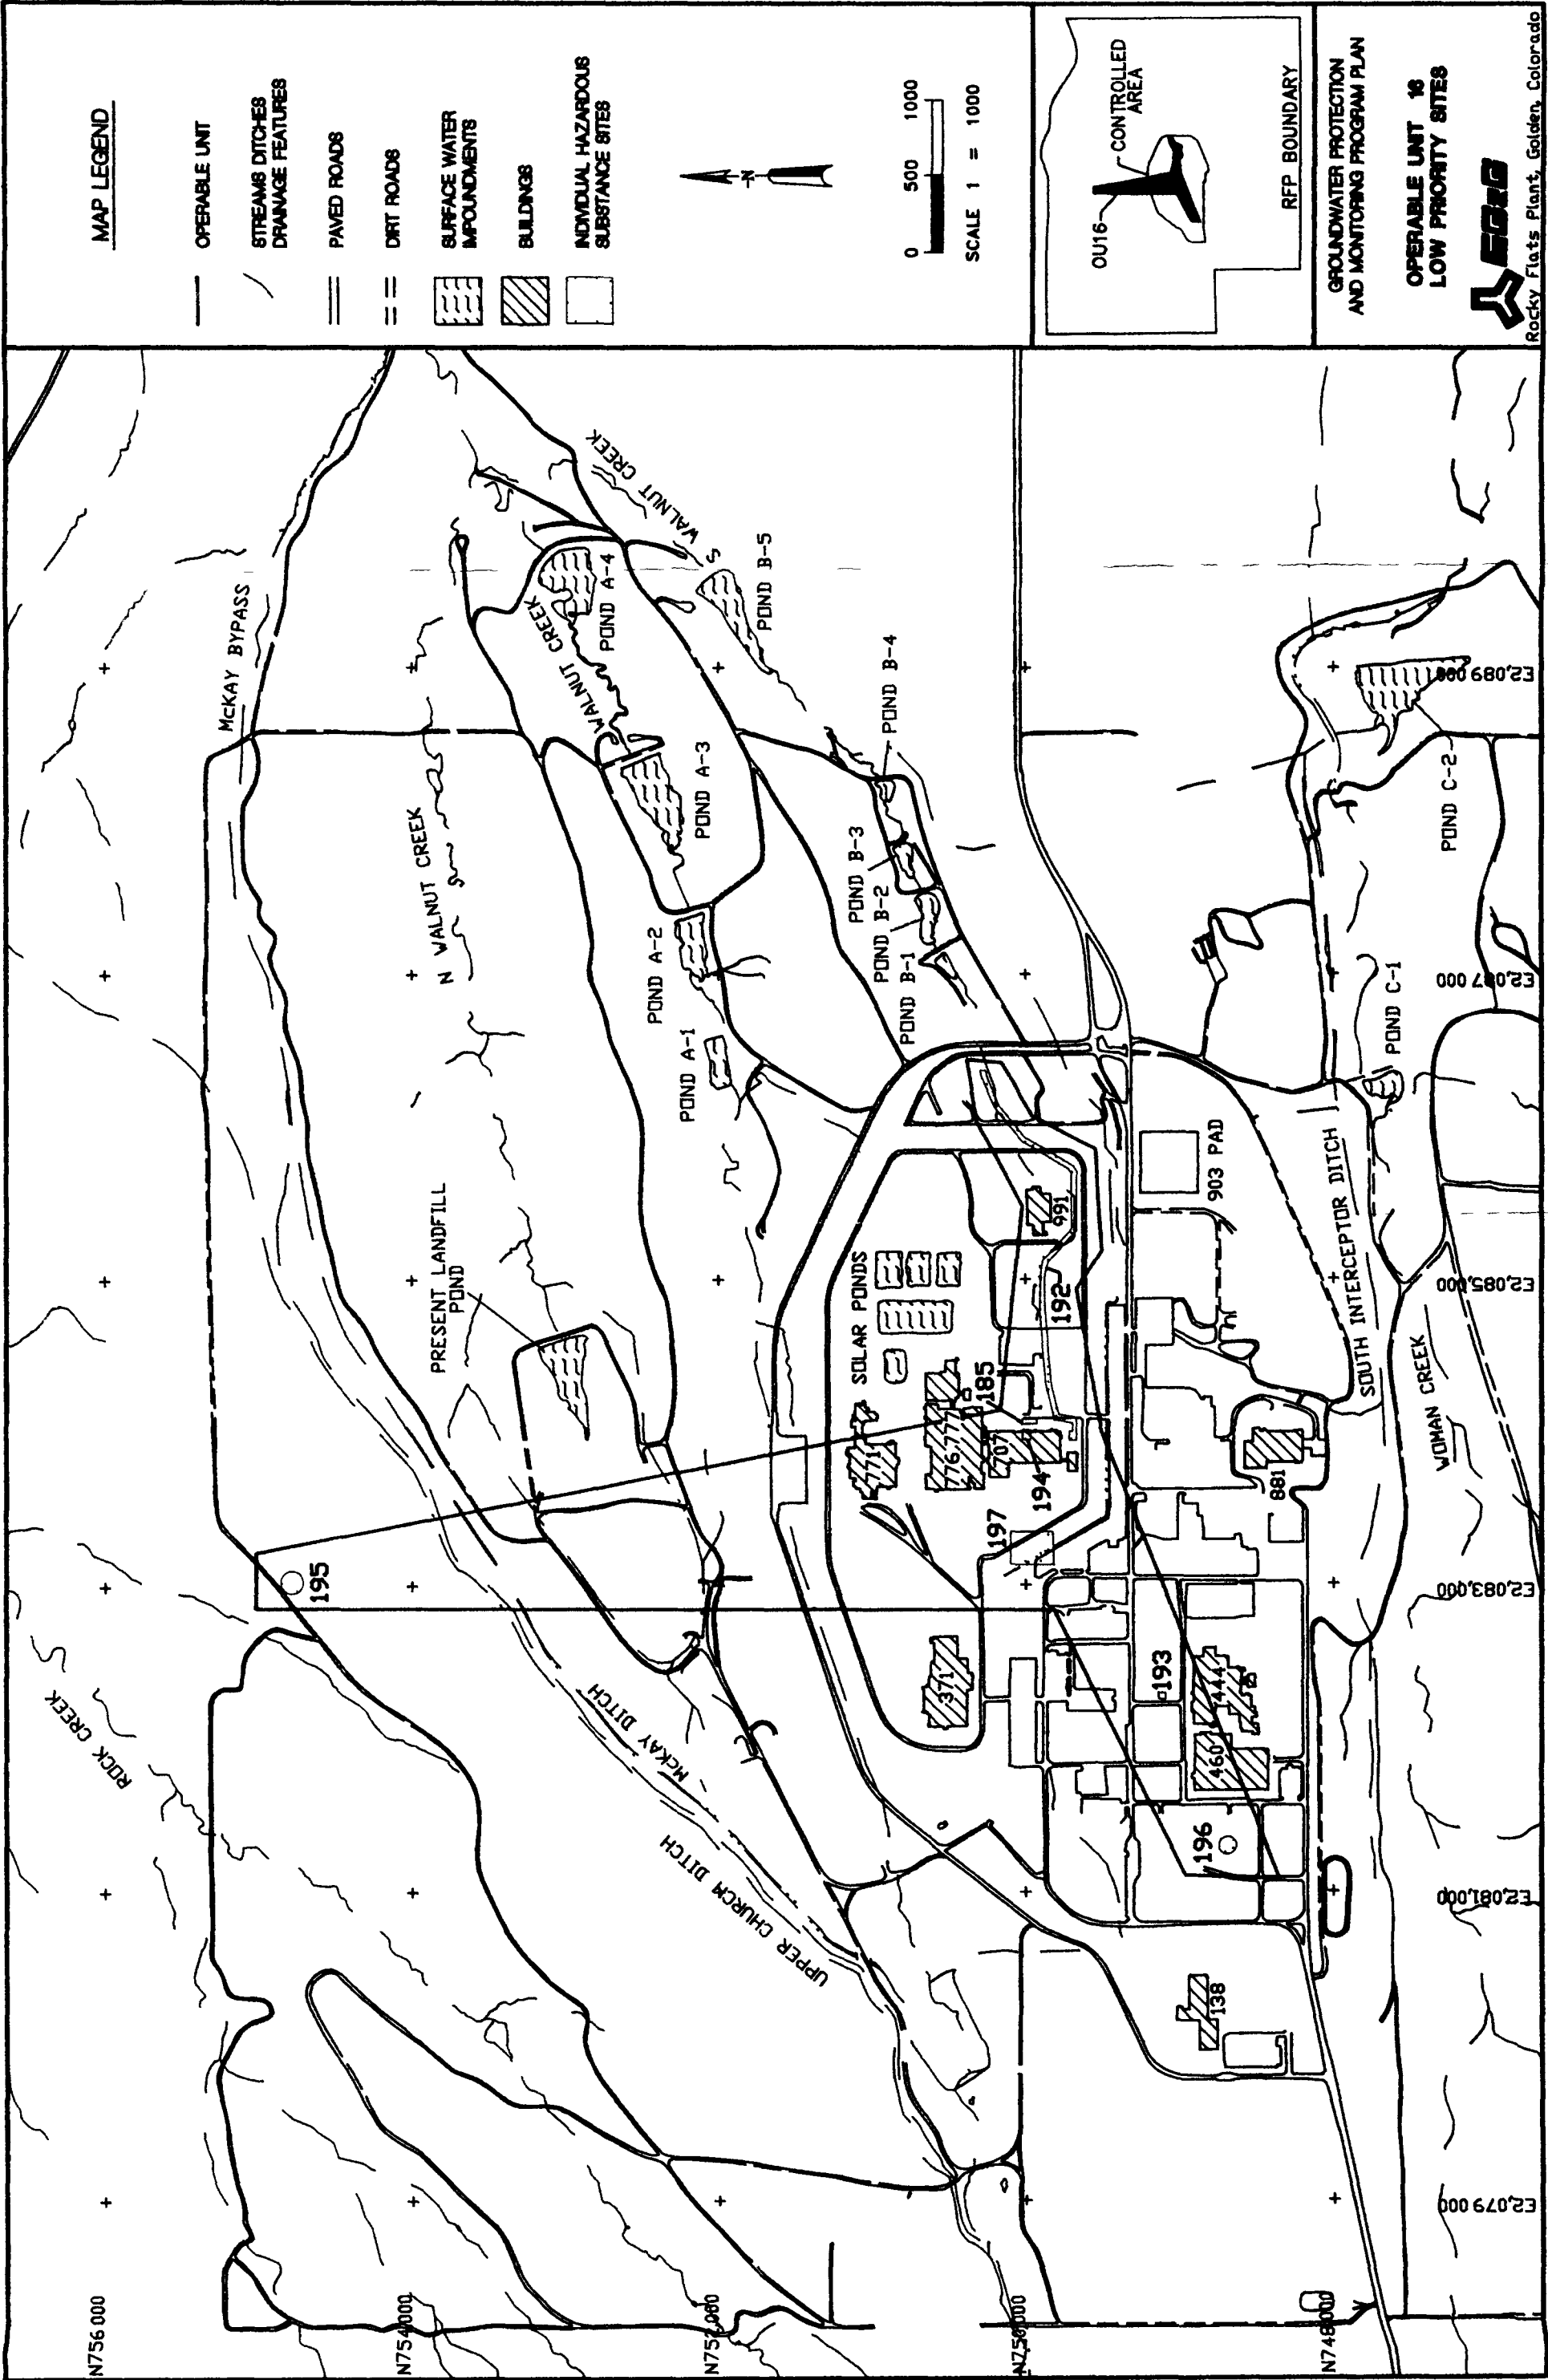 MAP LEGEND
OPERABLE UNIT
STREAMS DITCHES
DRAINAGE FEATURES
PAVED ROADS
DIRT ROADS
SURFACE WATER
IMPOUNDMENTS
BUILDINGS
INDIVIDUAL HAZARDOUS
SUBSTANCE SITES
N
0 500 1000
SCALE 1 = 1000
OU16
CONTROLLED
AREA
RFP BOUNDARY
GROUNDWATER PROTECTION
AND MONITORING PROGRAM PLAN
OPERABLE UNIT 16
LOW PRIORITY SITES
EG&G
Rocky Flats Plant, Golden, Colorado
N756 000
N754 000
N752 000
N750 000
N748 000
E2,079 000
E2,081,000
E2,083,000
E2,085,000
E2,087 000
E2,089 000
ROCK CREEK
McKAY DITCH
UPPER CHURCH DITCH
McKAY BYPASS
N WALNUT CREEK
PRESENT LANDFILL
POND
WALNUT CREEK
S WALNUT CREEK
POND A-1
POND A-2
POND A-3
POND A-4
POND B-1
POND B-2
POND B-3
POND B-4
POND B-5
POND C-1
POND C-2
SOLAR PONDS
903 PAD
SOUTH INTERCEPTOR DITCH
WOMAN CREEK
195
371
771
776,777
707
185
194
197
192
991
193
444
460
196
881
138